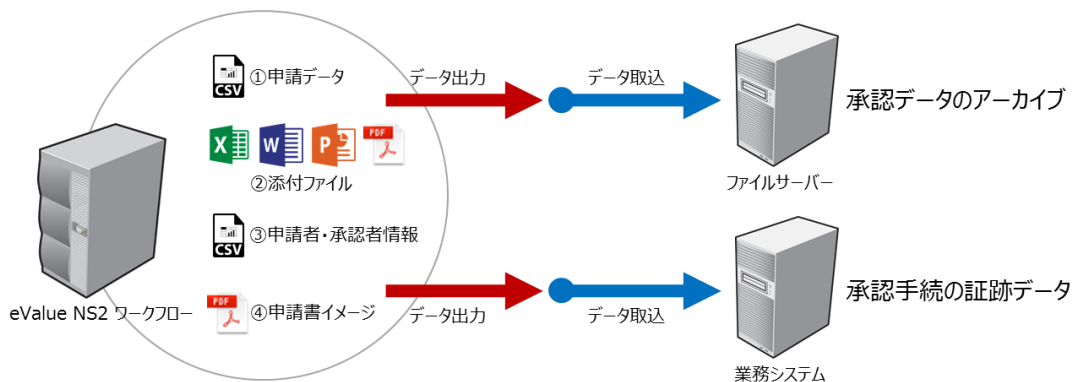 CSV
①申請データ
X
W
P
PDF
②添付ファイル
CSV
③申請者・承認者情報
PDF
④申請書イメージ
eValue NS2 ワークフロー
データ出力
データ取込
ファイルサーバー
承認データのアーカイブ
データ出力
データ取込
業務システム
承認手続の証跡データ